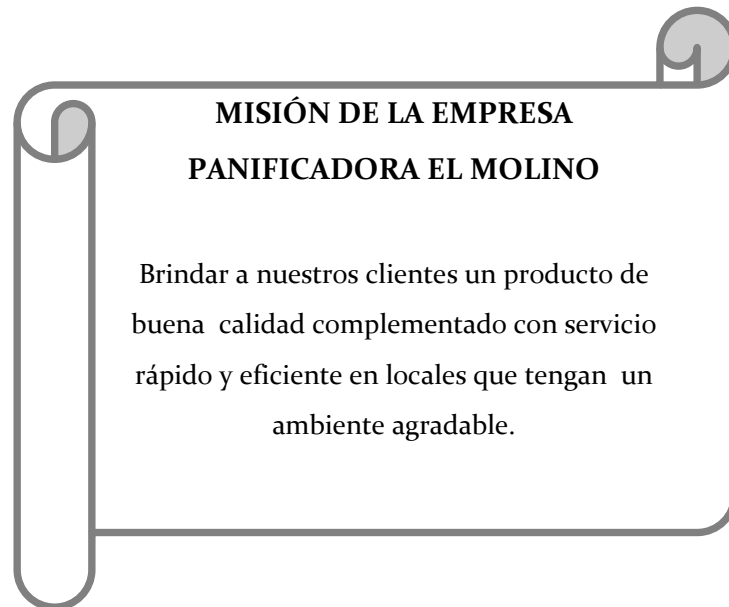 MISIÓN DE LA EMPRESA
PANIFICADORA EL MOLINO
Brindar a nuestros clientes un producto de
buena  calidad complementado con servicio
rápido y eficiente en locales que tengan  un
ambiente agradable.